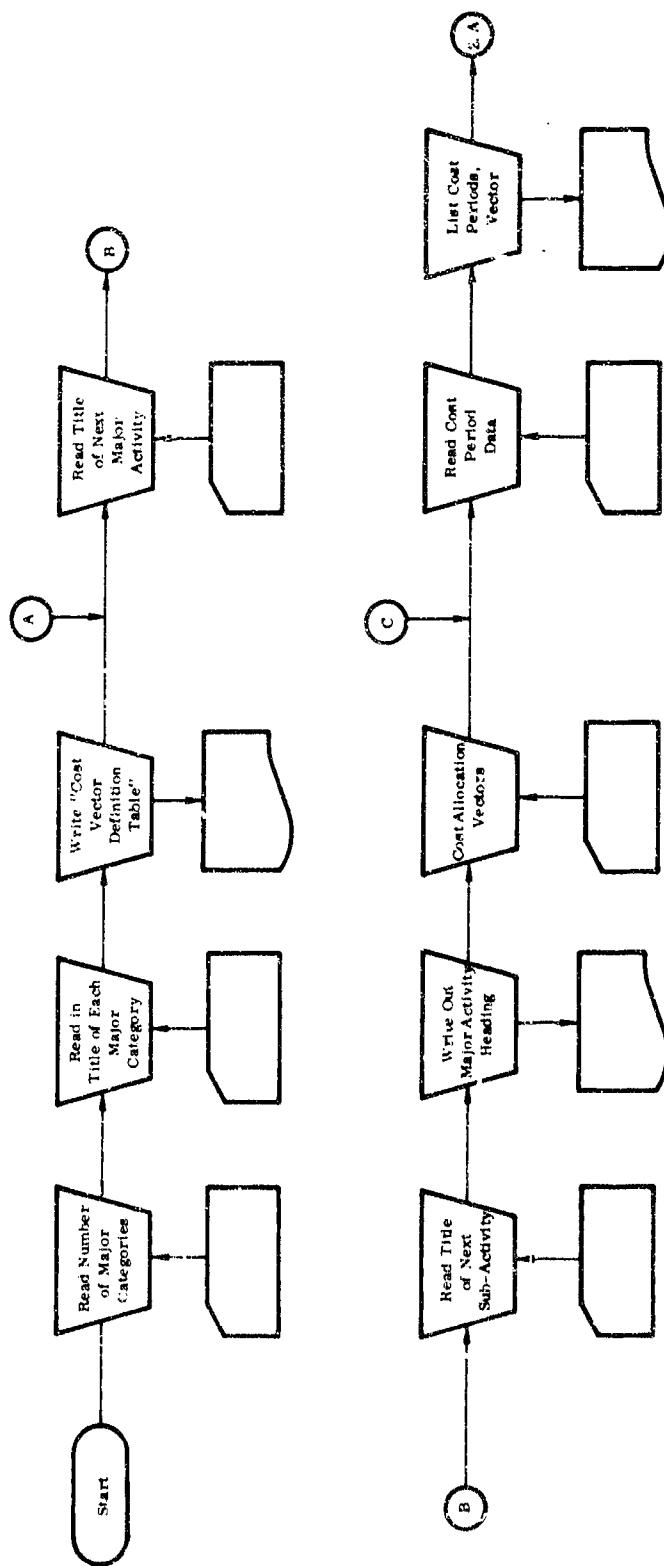 Start
Read Number
of Major
Categories
Read in
Title of Each
Major
Category
Write "Cost
Vector
Definition
Table"
A
Read Title
of Next
Major
Activity
B
B
Read Title
of Next
Sub-Activity
Write Out
Major Activity
Heading
Cost Allocation
Vectors
C
Read Cost
Period
Data
List Cost
Periods,
Vector
2.A